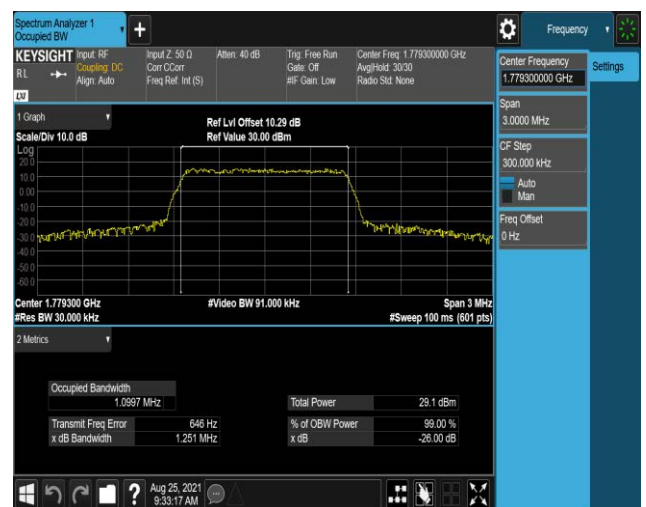 Spectrum Analyzer 1
Occupied BW
Frequency
KEYSIGHT
RL
LXI
Input: RF
Coupling: DC
Align: Auto
Input Z: 50 Ω
Corr CCorr
Freq Ref: Int (S)
Atten: 40 dB
Trig: Free Run
Gate: Off
#IF Gain: Low
Center Freq: 1.779300000 GHz
Avg|Hold: 30/30
Radio Std: None
Center Frequency
1.779300000 GHz
Settings
Span
3.0000 MHz
CF Step
300.000 kHz
Auto
Man
Freq Offset
0 Hz
1 Graph
Scale/Div 10.0 dB
Ref Lvl Offset 10.29 dB
Ref Value 30.00 dBm
Log
20.0
10.0
0.00
-10.0
-20.0
-30.0
-40.0
-50.0
-60.0
Center 1.779300 GHz
#Res BW 30.000 kHz
#Video BW 91.000 kHz
Span 3 MHz
#Sweep 100 ms (601 pts)
2 Metrics
Occupied Bandwidth
1.0997 MHz
Transmit Freq Error 646 Hz
x dB Bandwidth 1.251 MHz
Total Power 29.1 dBm
% of OBW Power 99.00 %
x dB -26.00 dB
?
Aug 25, 2021
9:33:17 AM